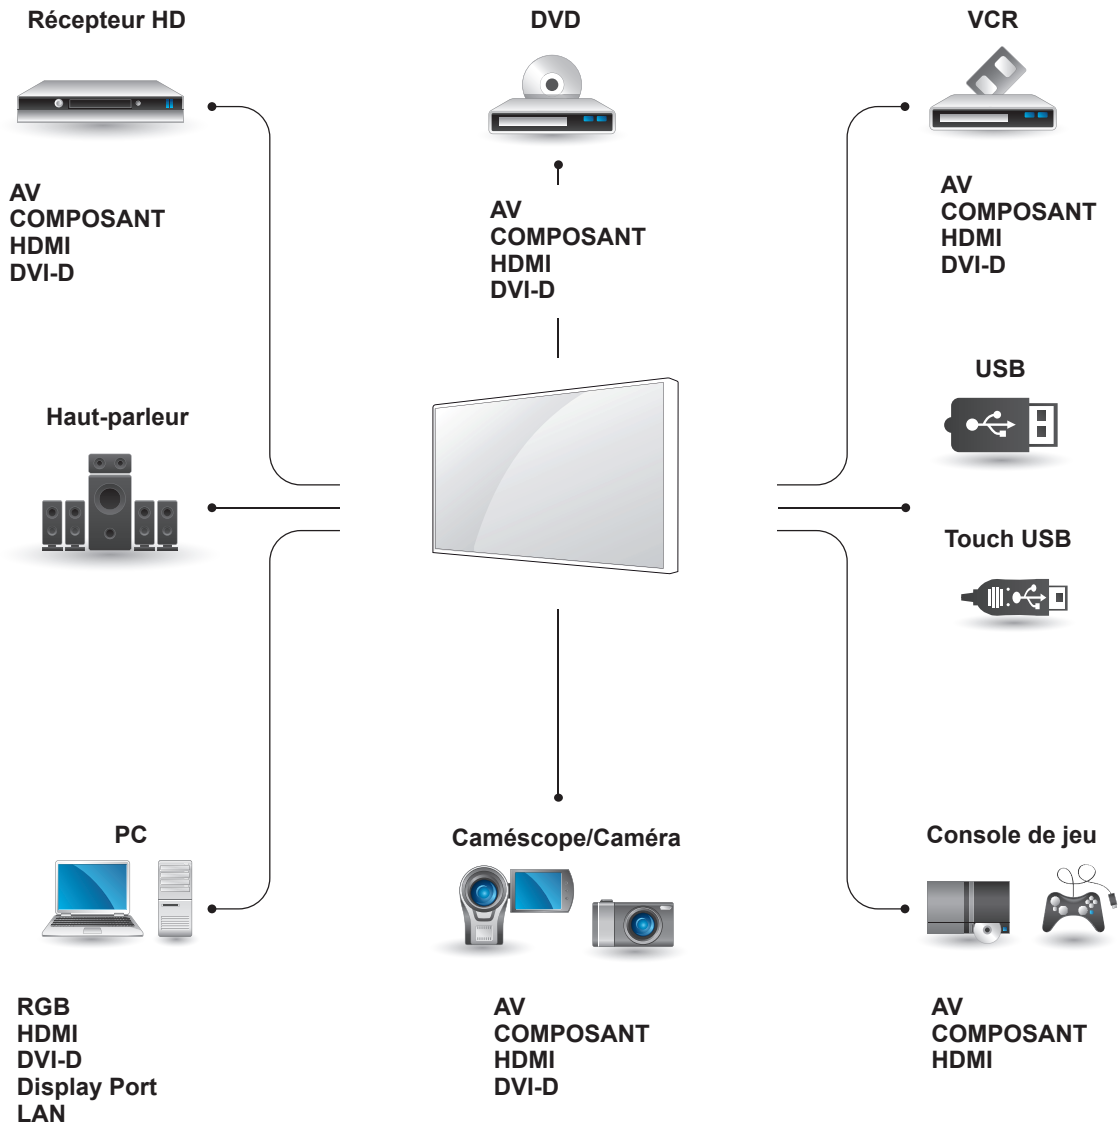 Récepteur HD
AV
COMPOSANT
HDMI
DVI-D
DVD
AV
COMPOSANT
HDMI
DVI-D
VCR
AV
COMPOSANT
HDMI
DVI-D
Haut-parleur
USB
Touch USB
PC
RGB
HDMI
DVI-D
Display Port
LAN
Caméscope/Caméra
AV
COMPOSANT
HDMI
DVI-D
Console de jeu
AV
COMPOSANT
HDMI